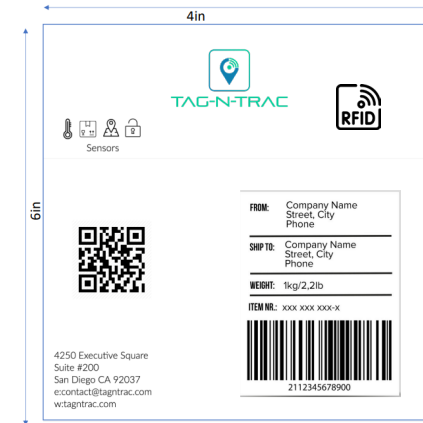 4in
TAG-N-TRAC
RFID
Sensors
6in
FROM: Company Name
Street, City
Phone
SHIP TO: Company Name
Street, City
Phone
WEIGHT: 1kg/2,2lb
ITEM NR.: xxx xxx xxx-x
2112345678900
4250 Executive Square
Suite #200
San Diego CA 92037
e:contact@tagntrac.com
w:tagntrac.com